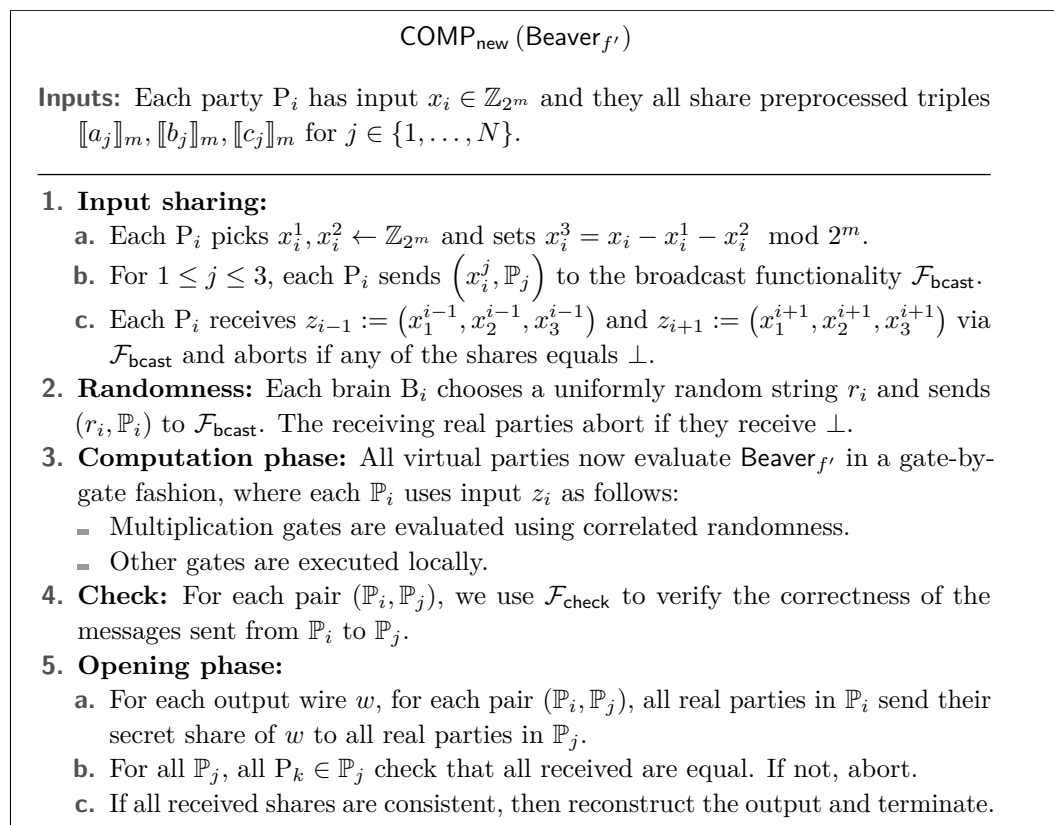 COMP_new (Beaver_f′)
Inputs: Each party P_i has input x_i ∈ ℤ_{2^m} and they all share preprocessed triples
⟦a_j⟧_m, ⟦b_j⟧_m, ⟦c_j⟧_m for j ∈ {1, . . . , N}.
1. Input sharing:
a. Each P_i picks x_i^1, x_i^2 ← ℤ_{2^m} and sets x_i^3 = x_i − x_i^1 − x_i^2 mod 2^m.
b. For 1 ≤ j ≤ 3, each P_i sends (x_i^j, ℙ_j) to the broadcast functionality ℱ_bcast.
c. Each P_i receives z_{i−1} := (x_1^{i−1}, x_2^{i−1}, x_3^{i−1}) and z_{i+1} := (x_1^{i+1}, x_2^{i+1}, x_3^{i+1}) via
ℱ_bcast and aborts if any of the shares equals ⊥.
2. Randomness: Each brain B_i chooses a uniformly random string r_i and sends
(r_i, ℙ_i) to ℱ_bcast. The receiving real parties abort if they receive ⊥.
3. Computation phase: All virtual parties now evaluate Beaver_f′ in a gate-by-
gate fashion, where each ℙ_i uses input z_i as follows:
Multiplication gates are evaluated using correlated randomness.
Other gates are executed locally.
4. Check: For each pair (ℙ_i, ℙ_j), we use ℱ_check to verify the correctness of the
messages sent from ℙ_i to ℙ_j.
5. Opening phase:
a. For each output wire w, for each pair (ℙ_i, ℙ_j), all real parties in ℙ_i send their
secret share of w to all real parties in ℙ_j.
b. For all ℙ_j, all P_k ∈ ℙ_j check that all received are equal. If not, abort.
c. If all received shares are consistent, then reconstruct the output and terminate.